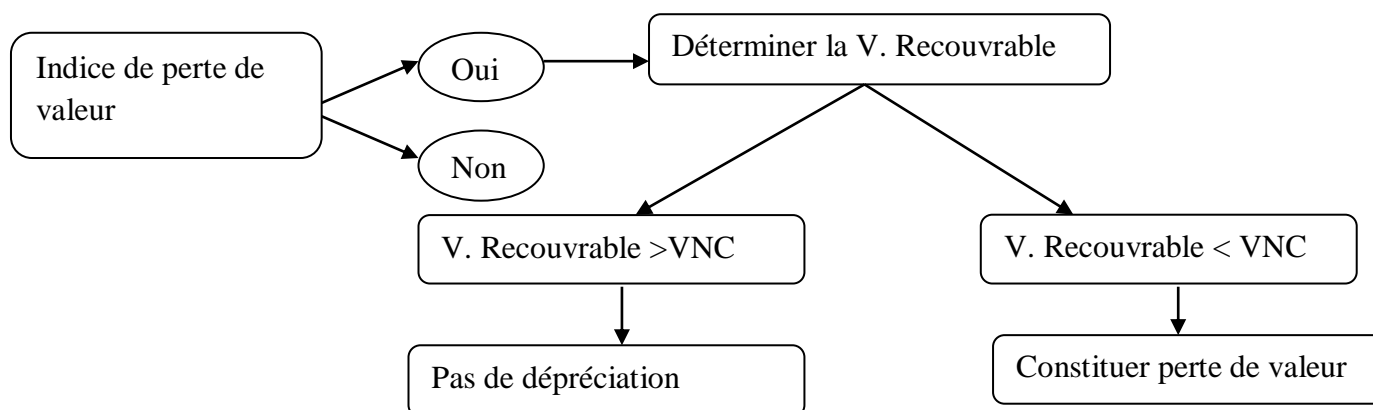 Indice de perte de
valeur
Oui
Déterminer la V. Recouvrable
Non
V. Recouvrable >VNC
V. Recouvrable < VNC
Pas de dépréciation
Constituer perte de valeur